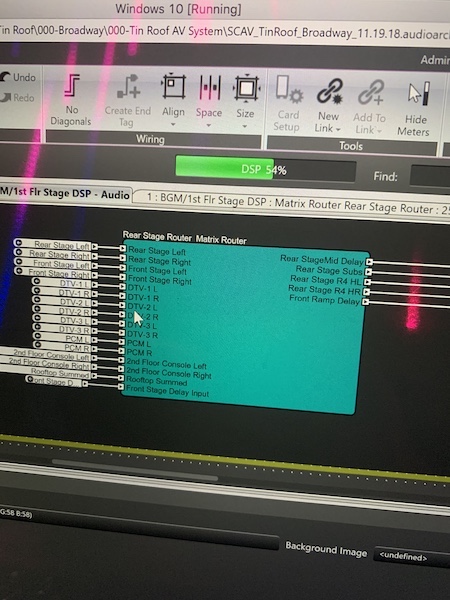 Windows 10 [Running]
Tin Roof\000-Broadway\000-Tin Roof AV System\SCAV_TinRoof_Broadway_11.19.18.audioarc
Admin
Undo
Redo
No Diagonals
Create End Tag
Align
Space
Size
Card Setup
New Link
Add To Link
Hide Meters
Wiring
Tools
DSP 54%
Find:
M/1st Flr Stage DSP - Audio
1 : BGM/1st Flr Stage DSP : Matrix Router Rear Stage Router : 25
Rear Stage Router Matrix Router
Rear Stage Left
Rear Stage Right
Front Stage Left
Front Stage Right
DTV-1 L
DTV-1 R
DTV-2 L
DTV-2 R
DTV-3 L
DTV-3 R
PCM L
PCM R
2nd Floor Console Left
2nd Floor Console Right
Rooftop Summed
Front Stage D...
Rear Stage Left
Rear Stage Right
Front Stage Left
Front Stage Right
DTV-1 L
DTV-1 R
DTV-2 L
2 R
DTV-3 L
DTV-3 R
PCM L
PCM R
2nd Floor Console Left
2nd Floor Console Right
Rooftop Summed
Front Stage Delay Input
Rear StageMid Delay
Rear Stage Subs
Rear Stage R4 HL
Rear Stage R4 HR
Front Ramp Delay
G:58 B:58)
Background Image
<undefined>